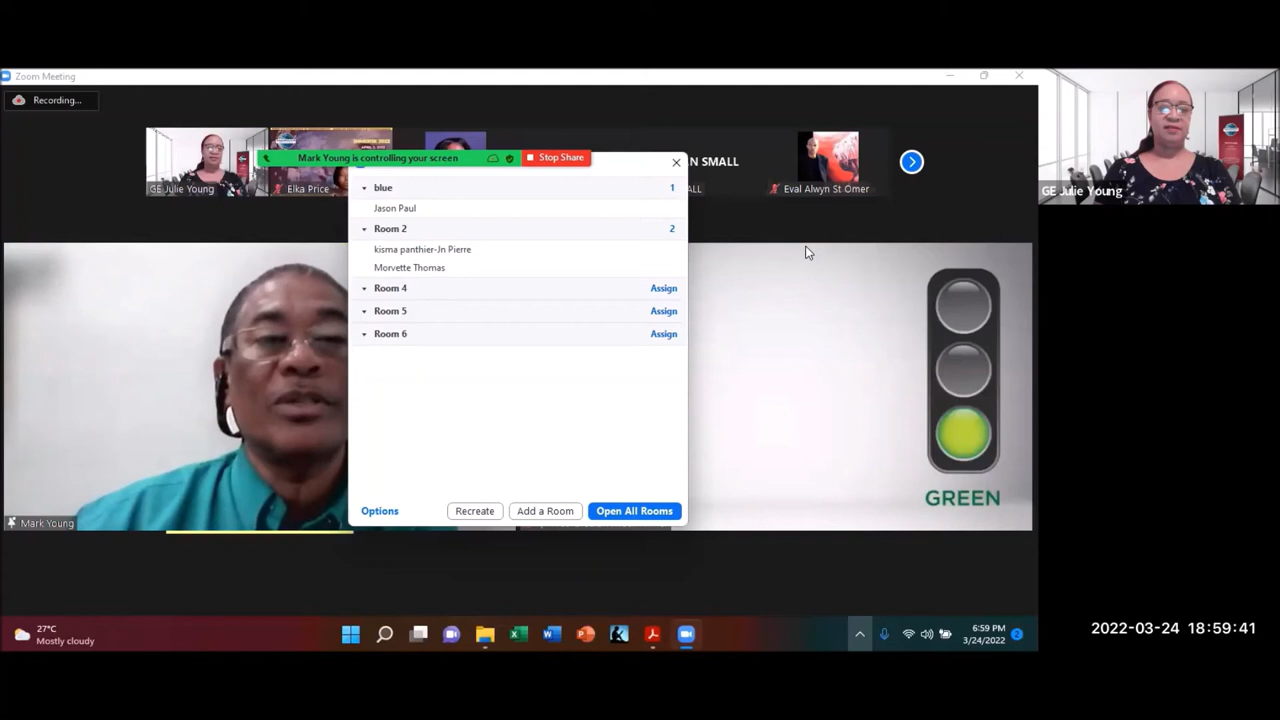 Zoom Meeting
Recording...
Mark Young is controlling your screen
Stop Share
N SMALL
GE Julie Young
Elka Price
ALL
Eval Alwyn St Omer
GE Julie Young
blue 1
Jason Paul
Room 2 2
kisma panthier-Jn Pierre
Morvette Thomas
Room 4 Assign
Room 5 Assign
Room 6 Assign
GREEN
Options
Recreate
Add a Room
Open All Rooms
Mark Young
27°C
Mostly cloudy
6:59 PM
3/24/2022
2
2022-03-24 18:59:41